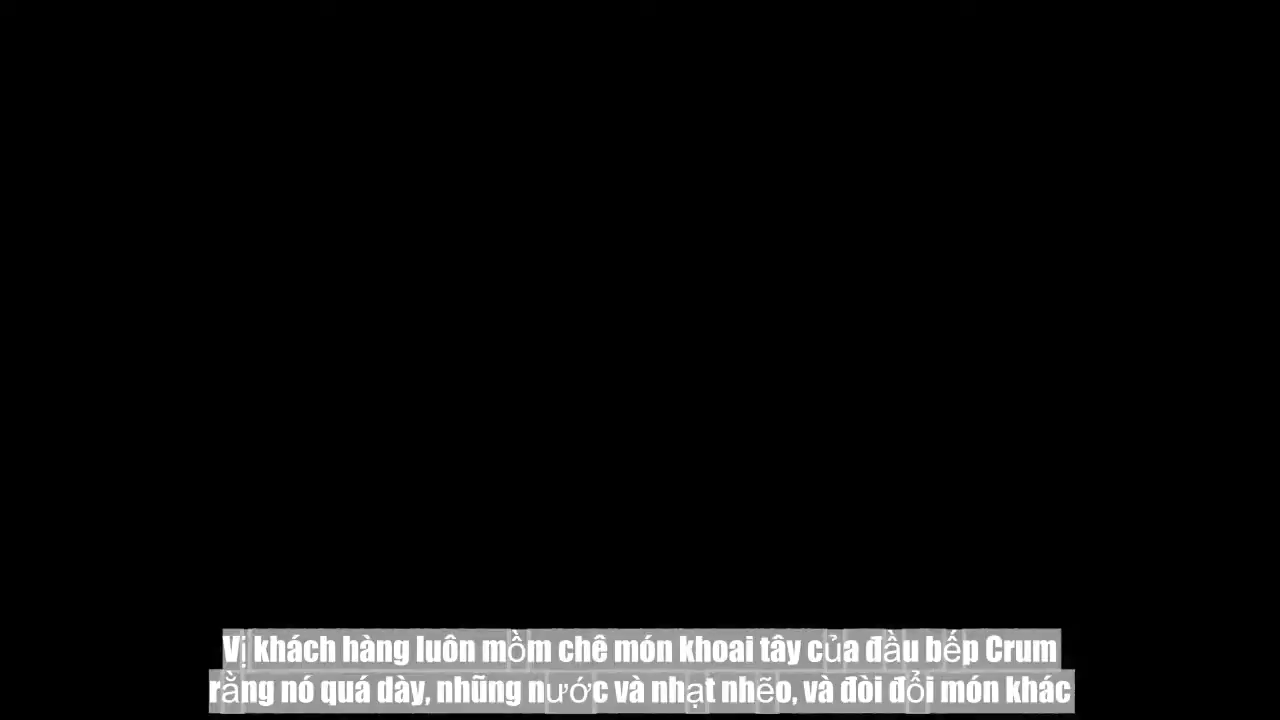 Vị khách hàng luôn mồm chê món khoai tây của đầu bếp Crum
rằng nó quá dày, nhũng nước và nhạt nhẽo, và đòi đổi món khác